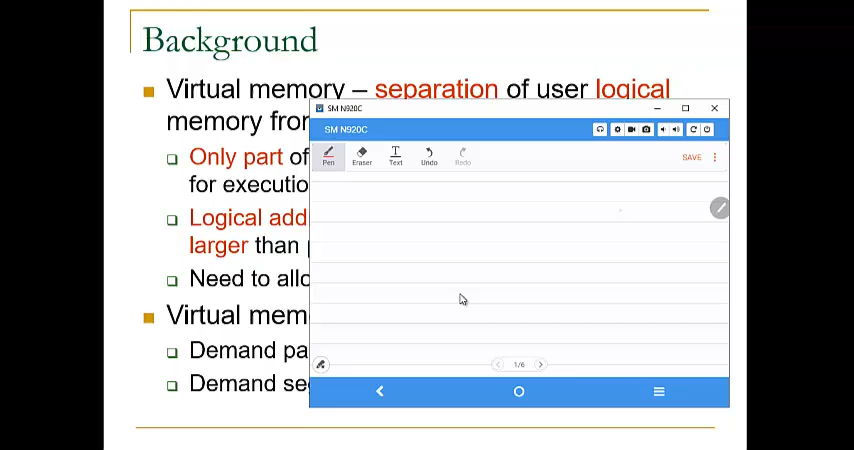 Background
Virtual memory – separation of user logical
memory fro
Only part of
for executio
Logical add
larger than
Need to allo
Virtual mem
Demand pa
Demand se
SM N920C
SM N920C
Pen Eraser Text Undo Redo SAVE
1/6